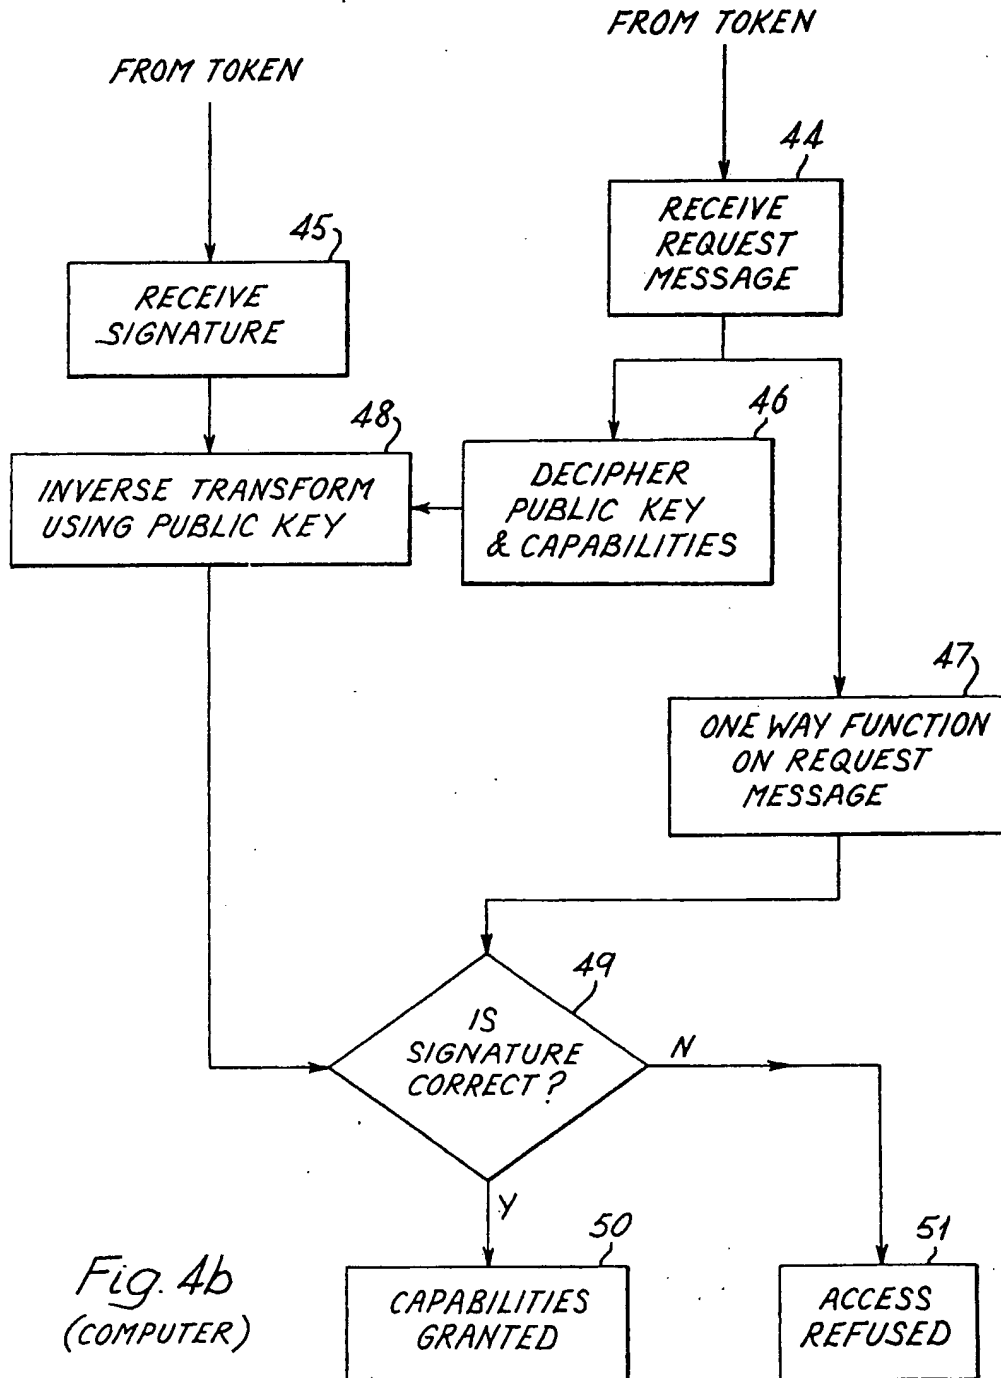 FROM TOKEN
FROM TOKEN
44
RECEIVE
REQUEST
MESSAGE
45
RECEIVE
SIGNATURE
46
DECIPHER
PUBLIC KEY
& CAPABILITIES
48
INVERSE TRANSFORM
USING PUBLIC KEY
47
ONE WAY FUNCTION
ON REQUEST
MESSAGE
49
IS
SIGNATURE
CORRECT?
N
Y
50
CAPABILITIES
GRANTED
51
ACCESS
REFUSED
Fig. 4b
(COMPUTER)